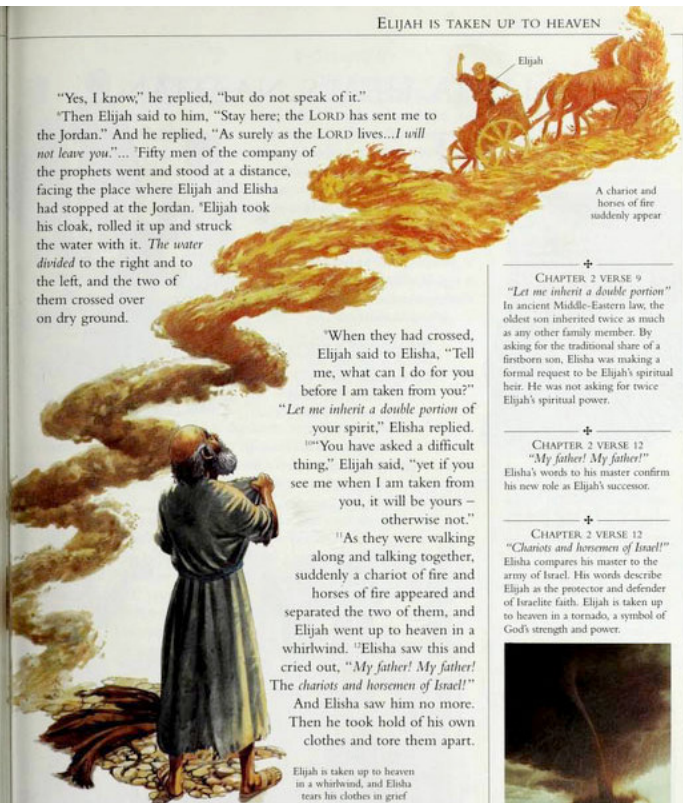 ELIJAH IS TAKEN UP TO HEAVEN
"Yes, I know," he replied, "but do not speak of it."
⁶Then Elijah said to him, "Stay here; the LORD has sent me to
the Jordan." And he replied, "As surely as the LORD lives...I will
not leave you."... ⁷Fifty men of the company of
the prophets went and stood at a distance,
facing the place where Elijah and Elisha
had stopped at the Jordan. ⁸Elijah took
his cloak, rolled it up and struck
the water with it. The water
divided to the right and to
the left, and the two of
them crossed over
on dry ground.
⁹When they had crossed,
Elijah said to Elisha, "Tell
me, what can I do for you
before I am taken from you?"
"Let me inherit a double portion of
your spirit," Elisha replied.
¹⁰"You have asked a difficult
thing," Elijah said, "yet if you
see me when I am taken from
you, it will be yours –
otherwise not."
¹¹As they were walking
along and talking together,
suddenly a chariot of fire and
horses of fire appeared and
separated the two of them, and
Elijah went up to heaven in a
whirlwind. ¹²Elisha saw this and
cried out, "My father! My father!
The chariots and horsemen of Israel!"
And Elisha saw him no more.
Then he took hold of his own
clothes and tore them apart.
Elijah is taken up to heaven
in a whirlwind, and Elisha
tears his clothes in grief
Elijah
A chariot and
horses of fire
suddenly appear
CHAPTER 2 VERSE 9
"Let me inherit a double portion"
In ancient Middle-Eastern law, the
oldest son inherited twice as much
as any other family member. By
asking for the traditional share of a
firstborn son, Elisha was making a
formal request to be Elijah's spiritual
heir. He was not asking for twice
Elijah's spiritual power.
CHAPTER 2 VERSE 12
"My father! My father!"
Elisha's words to his master confirm
his new role as Elijah's successor.
CHAPTER 2 VERSE 12
"Chariots and horsemen of Israel!"
Elisha compares his master to the
army of Israel. His words describe
Elijah as the protector and defender
of Israelite faith. Elijah is taken up
to heaven in a tornado, a symbol of
God's strength and power.